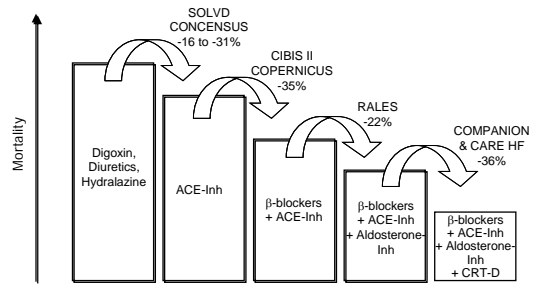 SOLVD
CONCENSUS
-16 to -31%
CIBIS II
COPERNICUS
-35%
RALES
-22%
COMPANION
& CARE HF
-36%
Mortality
Digoxin,
Diuretics,
Hydralazine
ACE-Inh
β-blockers
+ ACE-Inh
β-blockers
+ ACE-Inh
+ Aldosterone-
Inh
β-blockers
+ ACE-Inh
+ Aldosterone-
Inh
+ CRT-D